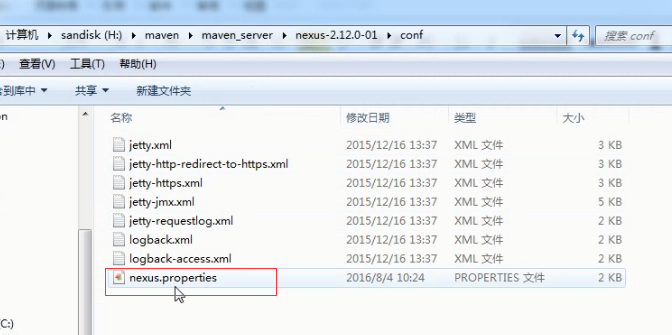 计算机 ▸ sandisk (H:) ▸ maven ▸ maven_server ▸ nexus-2.12.0-01 ▸ conf 搜索 conf
查看(V) 工具(T) 帮助(H)
到库中 共享 新建文件夹
名称 修改日期 类型 大小
jetty.xml 2015/12/16 13:37 XML 文件 3 KB
jetty-http-redirect-to-https.xml 2015/12/16 13:37 XML 文件 3 KB
jetty-https.xml 2015/12/16 13:37 XML 文件 5 KB
jetty-jmx.xml 2015/12/16 13:37 XML 文件 5 KB
jetty-requestlog.xml 2015/12/16 13:37 XML 文件 3 KB
logback.xml 2015/12/16 13:37 XML 文件 2 KB
logback-access.xml 2015/12/16 13:37 XML 文件 2 KB
nexus.properties 2016/8/4 10:24 PROPERTIES 文件 2 KB
C:)